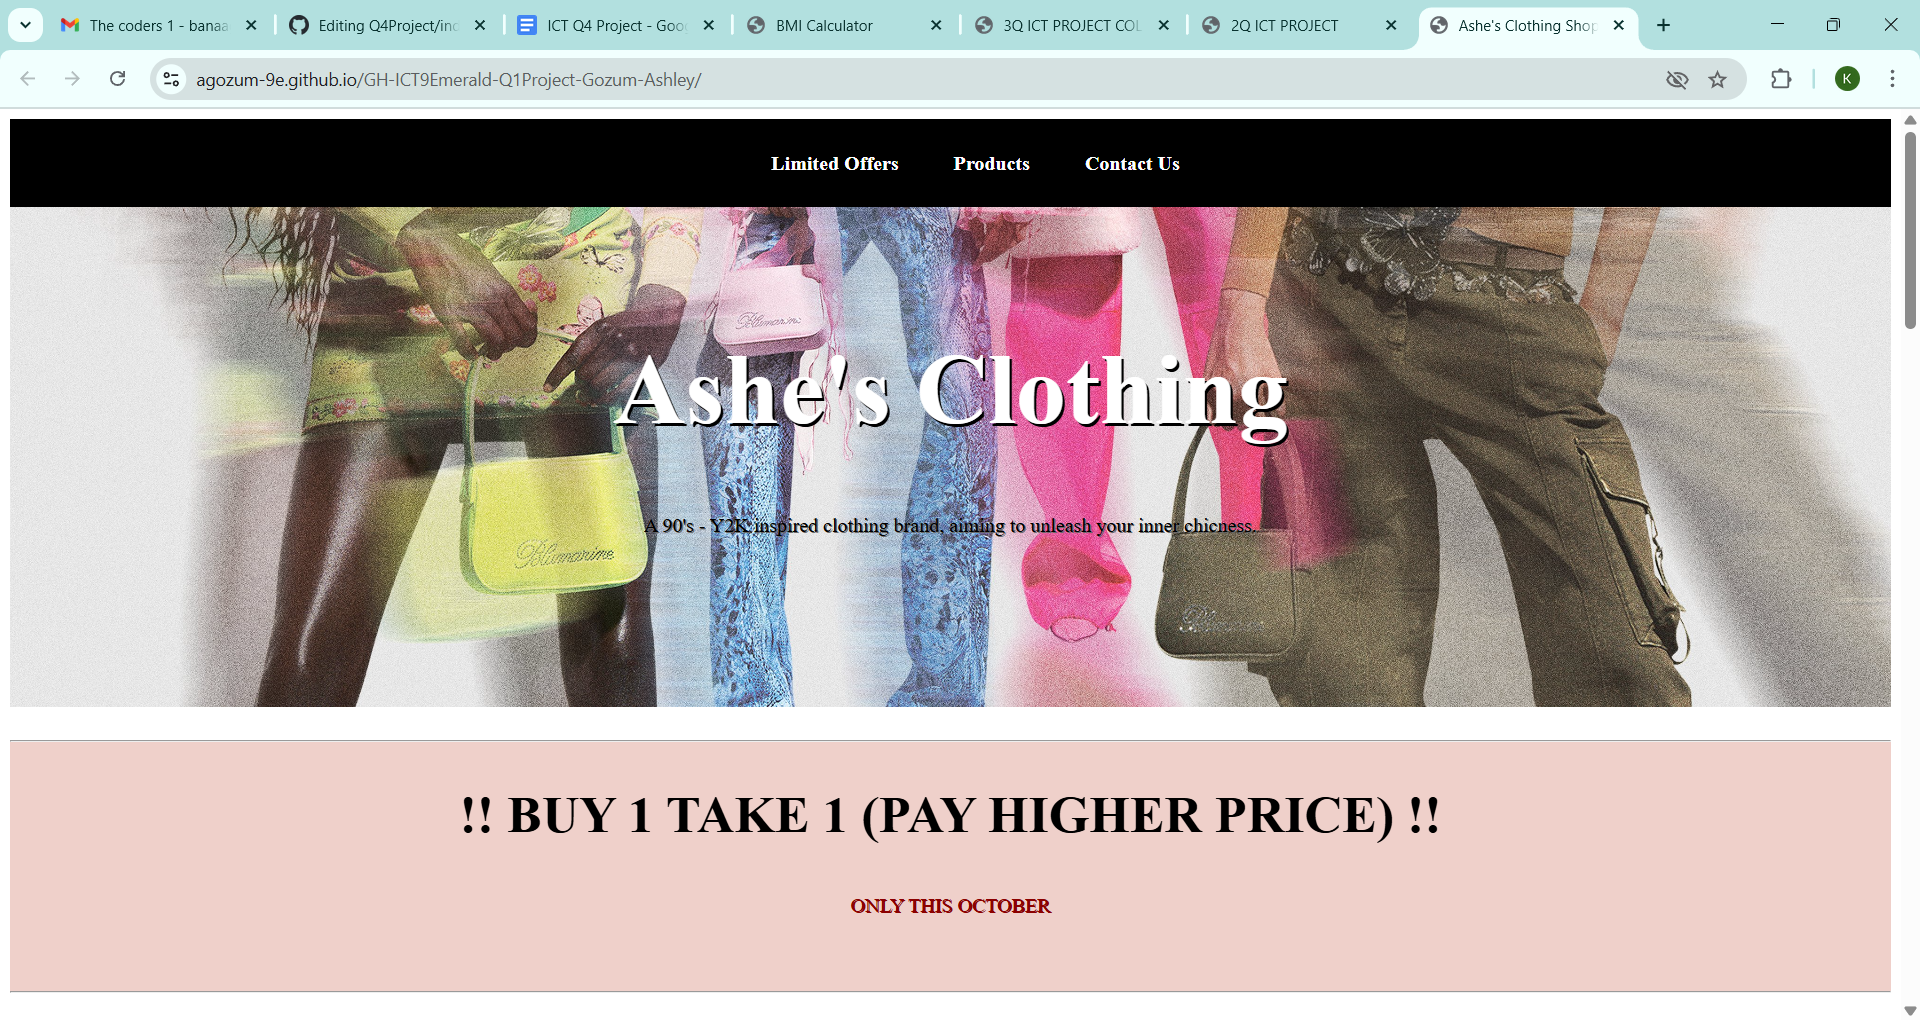 The coders 1 - banaa
Editing Q4Project/ind
ICT Q4 Project - Goog
BMI Calculator
3Q ICT PROJECT COL
2Q ICT PROJECT
Ashe's Clothing Shop
agozum-9e.github.io/GH-ICT9Emerald-Q1Project-Gozum-Ashley/
K
Limited Offers
Products
Contact Us
Blumarine
Ashe's Clothing
A 90's - Y2K inspired clothing brand, aiming to unleash your inner chicness.
Blumarine
Blumarine
!! BUY 1 TAKE 1 (PAY HIGHER PRICE) !!
ONLY THIS OCTOBER